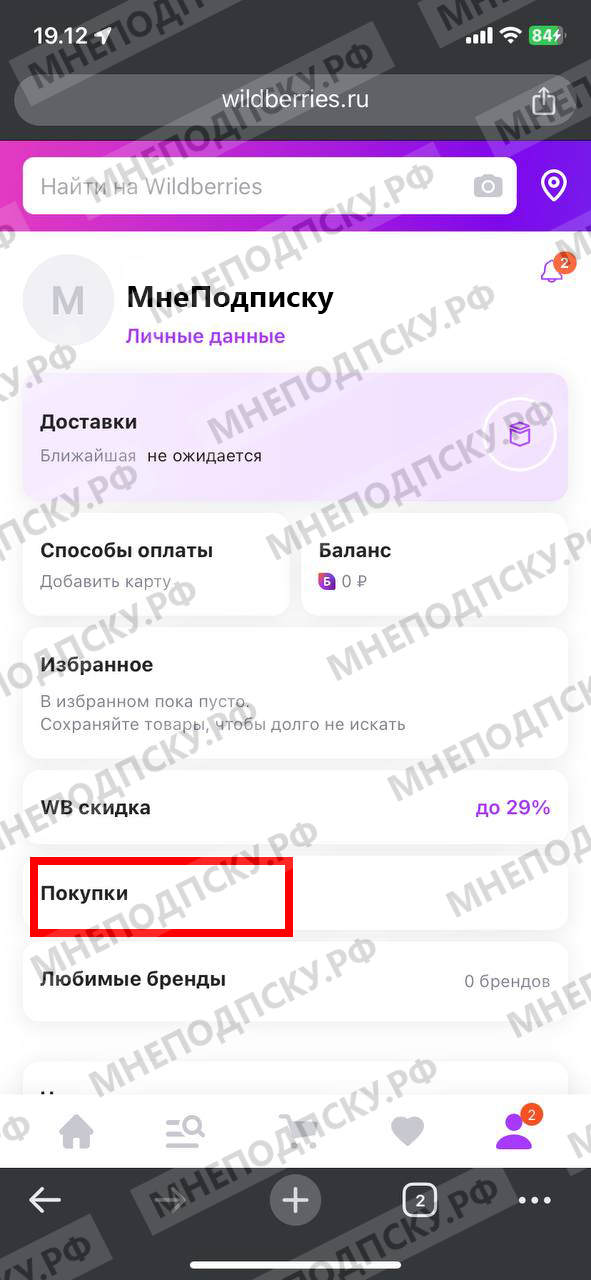 19.12
84
wildberries.ru
Найти на Wildberries
М
МнеПодписку
2
Личные данные
Доставки
Ближайшая не ожидается
Способы оплаты
Баланс
Добавить карту
Б 0 ₽
Избранное
В избранном пока пусто.
Сохраняйте товары, чтобы долго не искать
WB скидка
до 29%
Покупки
Любимые бренды
0 брендов
2
2
МНЕПОДПСКУ.РФ